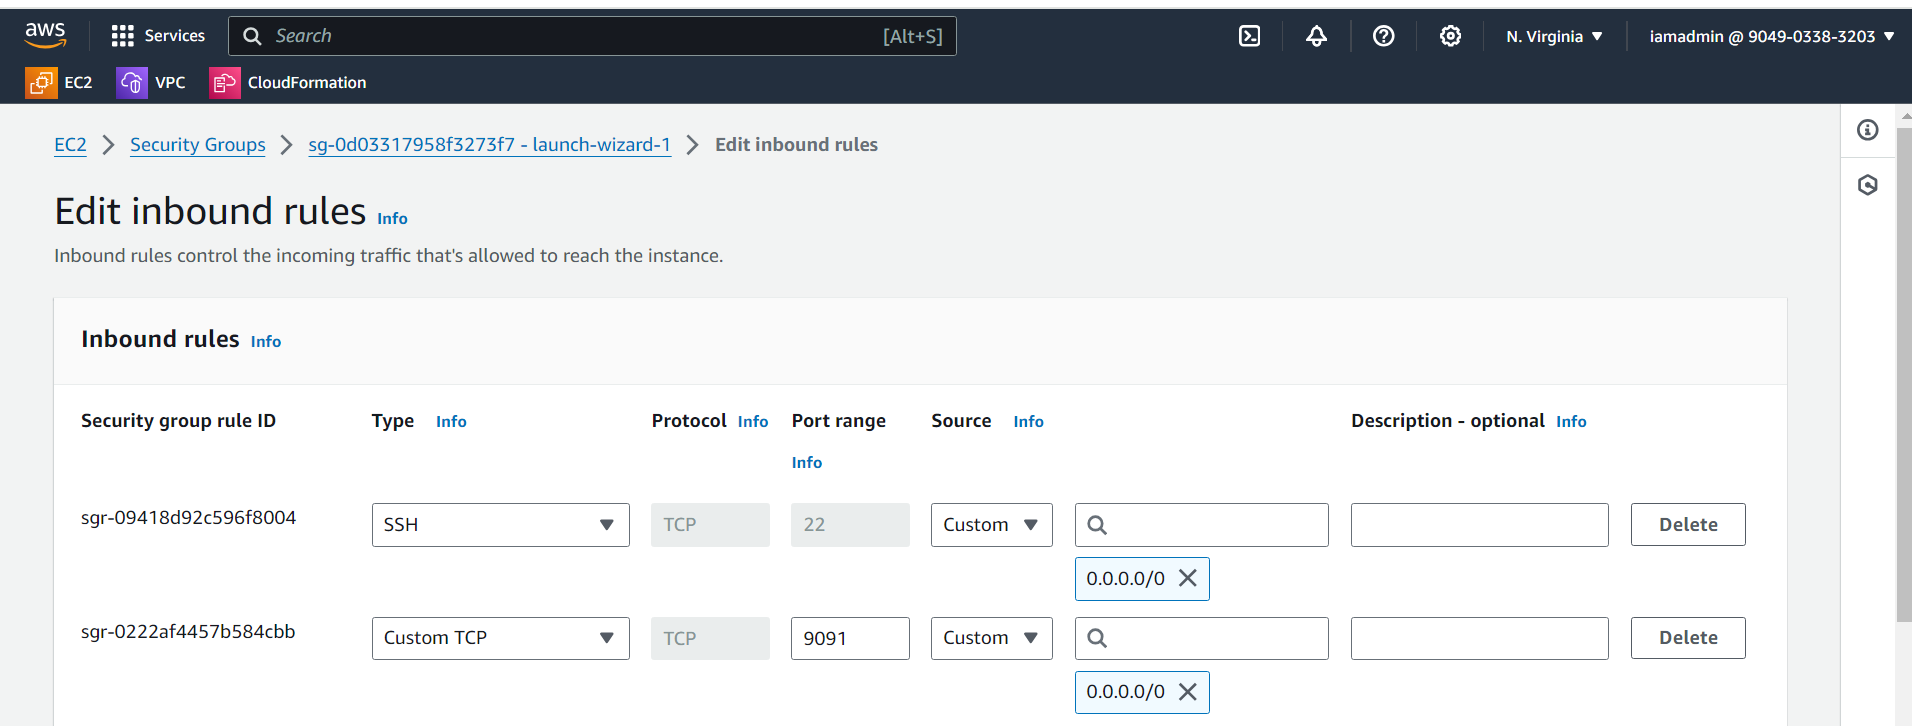 aws Services Search [Alt+S] N. Virginia iamadmin @ 9049-0338-3203
EC2 VPC CloudFormation
EC2 Security Groups sg-0d03317958f3273f7 - launch-wizard-1 Edit inbound rules
Edit inbound rules Info
Inbound rules control the incoming traffic that's allowed to reach the instance.
Inbound rules Info
Security group rule ID Type Info Protocol Info Port range Source Info Description - optional Info
Info
sgr-09418d92c596f8004 SSH TCP 22 Custom Delete
0.0.0.0/0
sgr-0222af4457b584cbb Custom TCP TCP 9091 Custom Delete
0.0.0.0/0